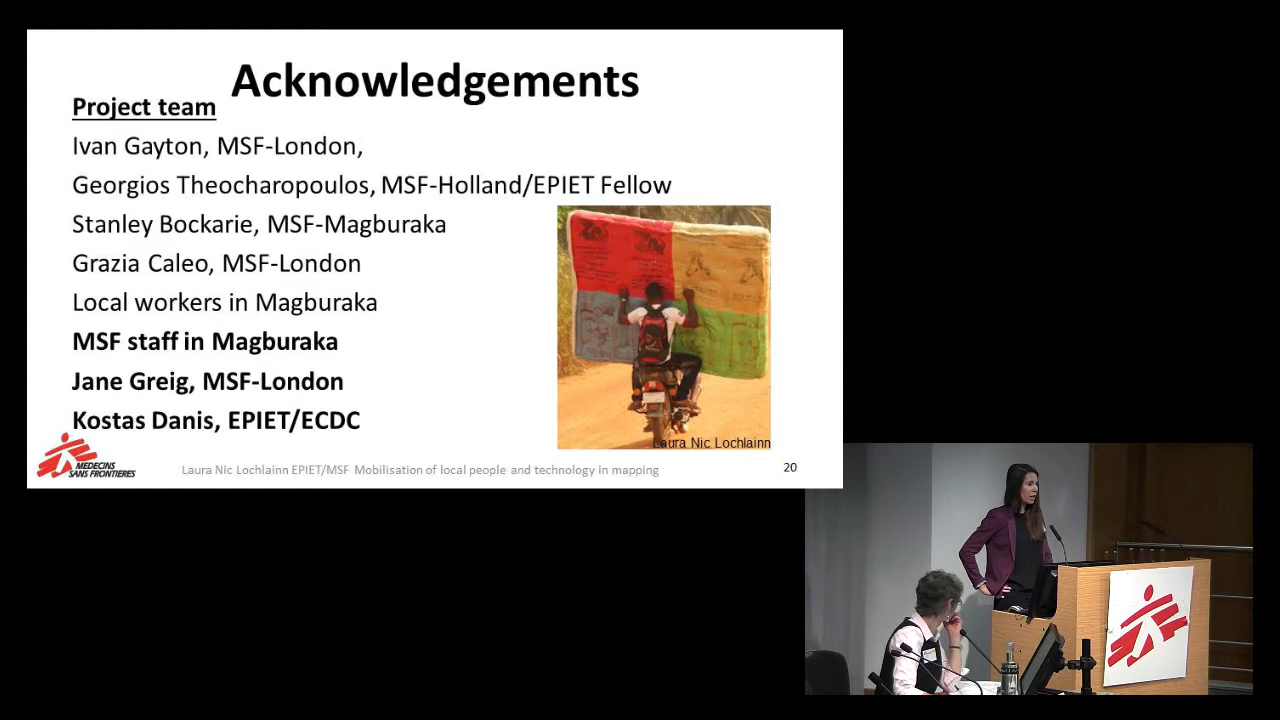 Acknowledgements
Project team
Ivan Gayton, MSF-London,
Georgios Theocharopoulos, MSF-Holland/EPIET Fellow
Stanley Bockarie, MSF-Magburaka
Grazia Caleo, MSF-London
Local workers in Magburaka
MSF staff in Magburaka
Jane Greig, MSF-London
Kostas Danis, EPIET/ECDC
Laura Nic Lochlainn
MEDECINS
SANS FRONTIERES
Laura Nic Lochlainn EPIET/MSF Mobilisation of local people and technology in mapping
20